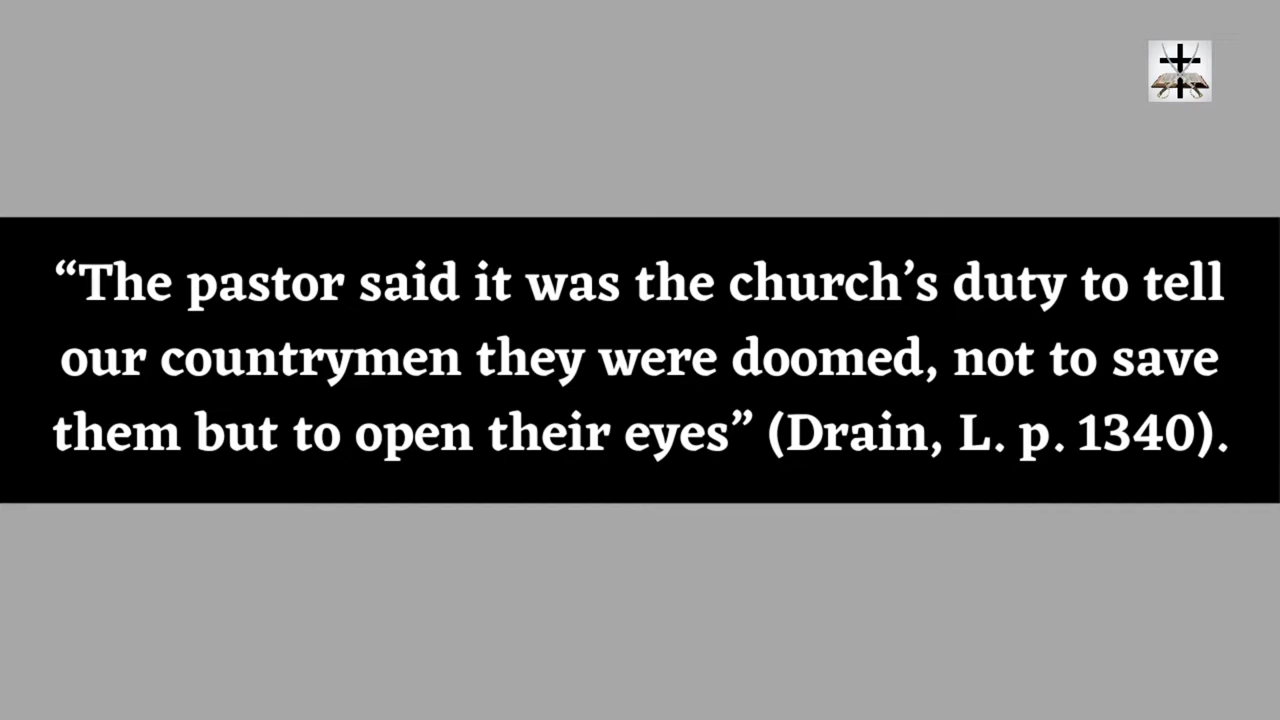 “The pastor said it was the church’s duty to tell
our countrymen they were doomed, not to save
them but to open their eyes” (Drain, L. p. 1340).